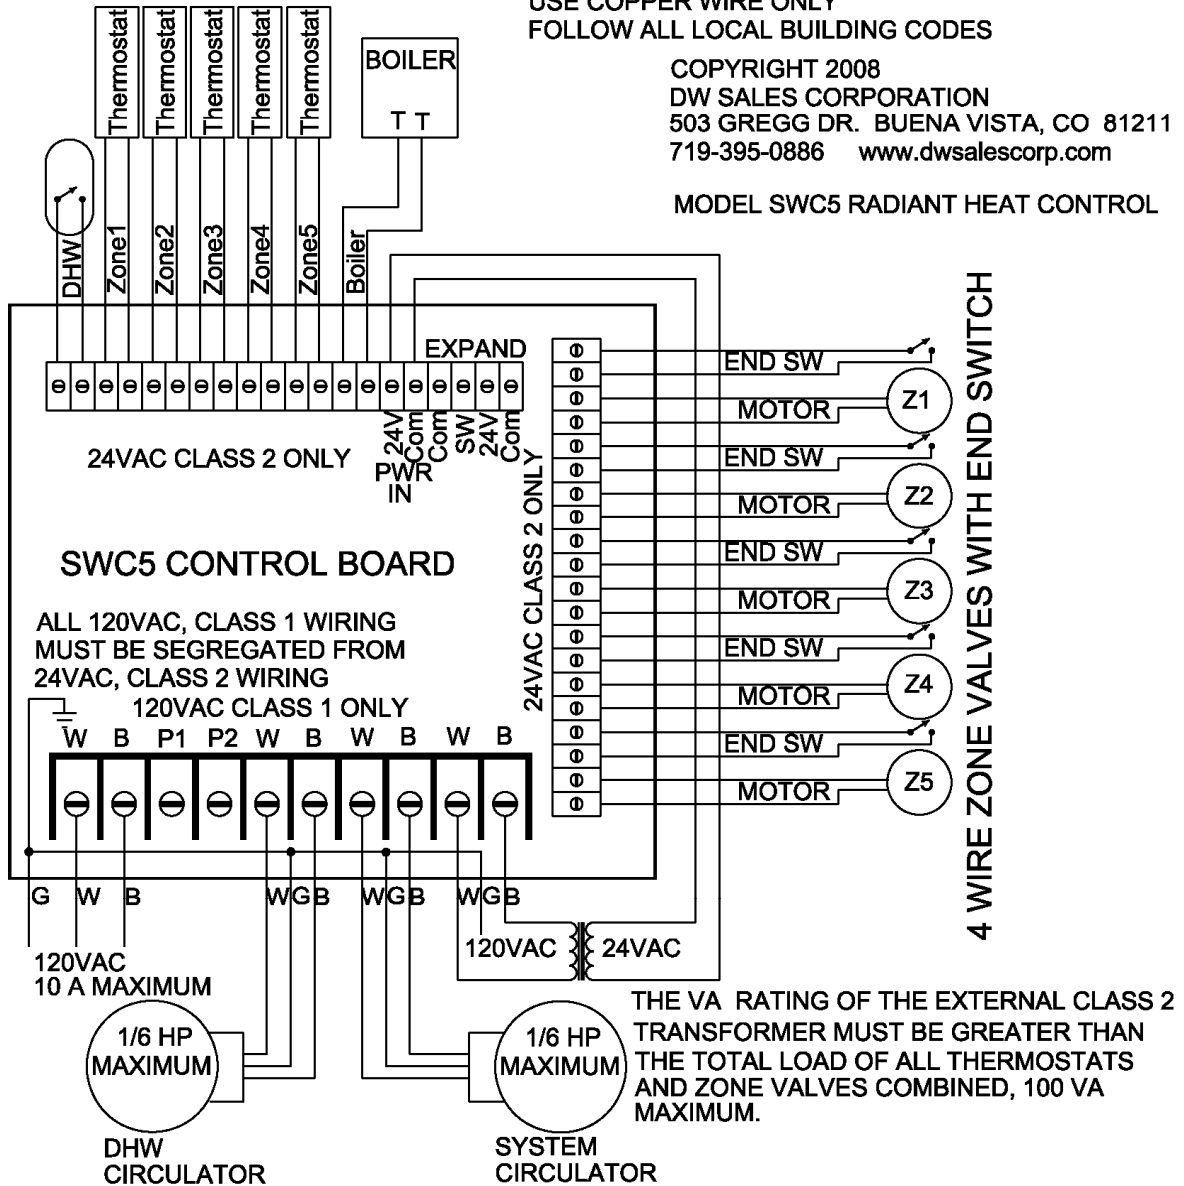 USE COPPER WIRE ONLY
FOLLOW ALL LOCAL BUILDING CODES
COPYRIGHT 2008
DW SALES CORPORATION
503 GREGG DR. BUENA VISTA, CO 81211
719-395-0886 www.dwsalescorp.com
MODEL SWC5 RADIANT HEAT CONTROL
Thermostat
Thermostat
Thermostat
Thermostat
Thermostat
BOILER
T T
DHW
Zone1
Zone2
Zone3
Zone4
Zone5
Boiler
EXPAND
24V
Com
Com
SW
24V
Com
PWR
IN
24VAC CLASS 2 ONLY
24VAC CLASS 2 ONLY
SWC5 CONTROL BOARD
ALL 120VAC, CLASS 1 WIRING
MUST BE SEGREGATED FROM
24VAC, CLASS 2 WIRING
120VAC CLASS 1 ONLY
W B P1 P2 W B W B W B
END SW
Z1
MOTOR
END SW
Z2
MOTOR
END SW
Z3
MOTOR
END SW
Z4
MOTOR
END SW
Z5
MOTOR
4 WIRE ZONE VALVES WITH END SWITCH
G W B WGB WGB WGB
120VAC
10 A MAXIMUM
120VAC
24VAC
1/6 HP
MAXIMUM
DHW
CIRCULATOR
1/6 HP
MAXIMUM
SYSTEM
CIRCULATOR
THE VA RATING OF THE EXTERNAL CLASS 2
TRANSFORMER MUST BE GREATER THAN
THE TOTAL LOAD OF ALL THERMOSTATS
AND ZONE VALVES COMBINED, 100 VA
MAXIMUM.